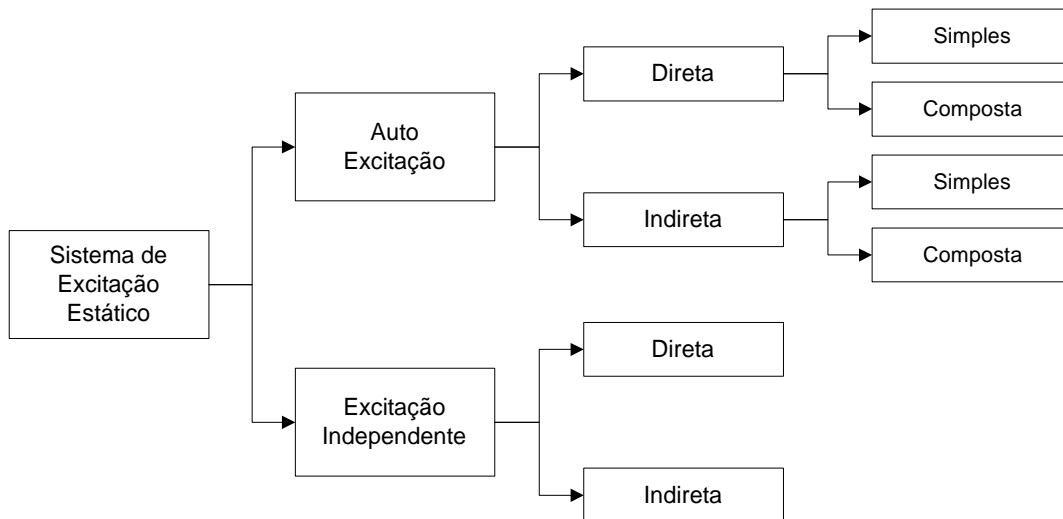 Sistema de
Excitação
Estático
Auto
Excitação
Direta
Simples
Composta
Indireta
Simples
Composta
Excitação
Independente
Direta
Indireta